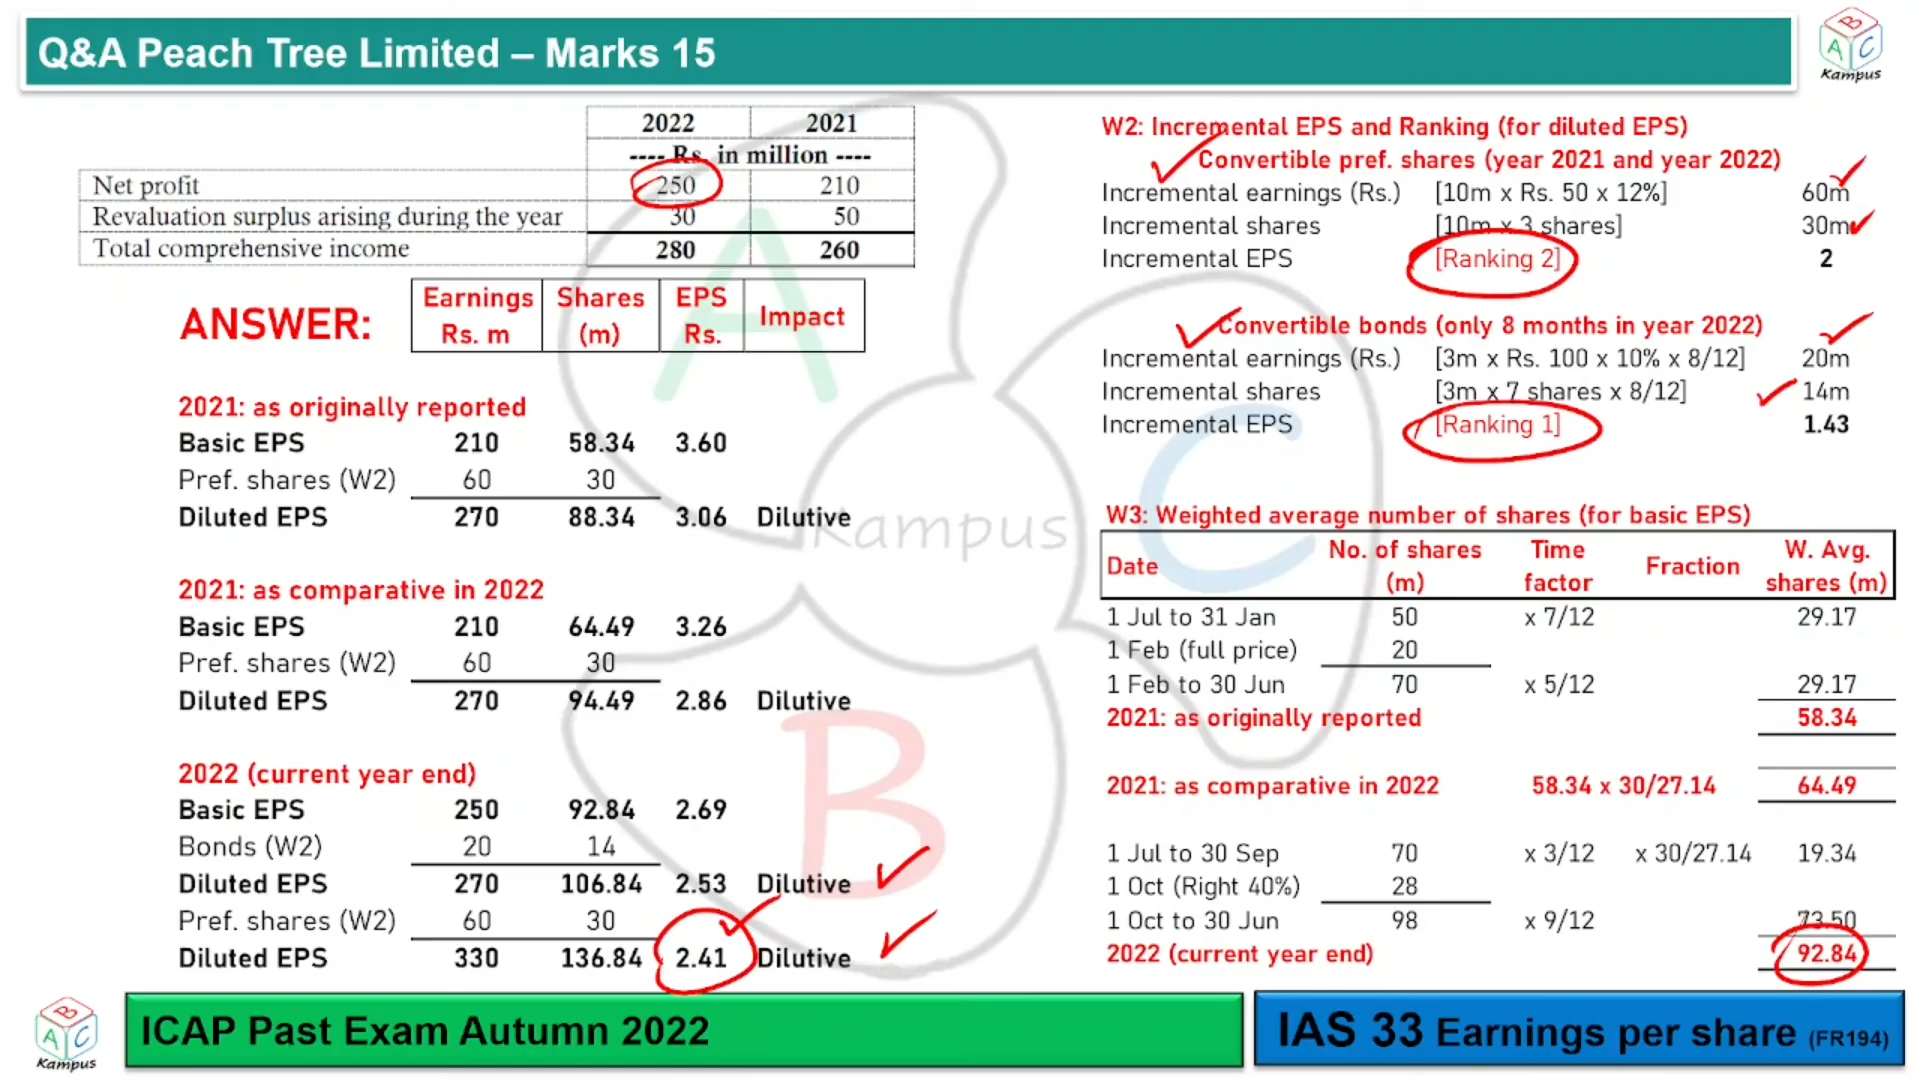 Q&A Peach Tree Limited – Marks 15
B A C Kampus
2022 2021
---- Rs. in million ----
Net profit 250 210
Revaluation surplus arising during the year 30 50
Total comprehensive income 280 260
ANSWER:
Earnings Rs. m Shares (m) EPS Rs. Impact
2021: as originally reported
Basic EPS 210 58.34 3.60
Pref. shares (W2) 60 30
Diluted EPS 270 88.34 3.06 Dilutive
2021: as comparative in 2022
Basic EPS 210 64.49 3.26
Pref. shares (W2) 60 30
Diluted EPS 270 94.49 2.86 Dilutive
2022 (current year end)
Basic EPS 250 92.84 2.69
Bonds (W2) 20 14
Diluted EPS 270 106.84 2.53 Dilutive
Pref. shares (W2) 60 30
Diluted EPS 330 136.84 2.41 Dilutive
A B C Kampus
W2: Incremental EPS and Ranking (for diluted EPS)
Convertible pref. shares (year 2021 and year 2022)
Incremental earnings (Rs.) [10m x Rs. 50 x 12%] 60m
Incremental shares [10m x 3 shares] 30m
Incremental EPS [Ranking 2] 2
Convertible bonds (only 8 months in year 2022)
Incremental earnings (Rs.) [3m x Rs. 100 x 10% x 8/12] 20m
Incremental shares [3m x 7 shares x 8/12] 14m
Incremental EPS [Ranking 1] 1.43
W3: Weighted average number of shares (for basic EPS)
Date No. of shares (m) Time factor Fraction W. Avg. shares (m)
1 Jul to 31 Jan 50 x 7/12 29.17
1 Feb (full price) 20
1 Feb to 30 Jun 70 x 5/12 29.17
2021: as originally reported 58.34
2021: as comparative in 2022 58.34 x 30/27.14 64.49
1 Jul to 30 Sep 70 x 3/12 x 30/27.14 19.34
1 Oct (Right 40%) 28
1 Oct to 30 Jun 98 x 9/12 73.50
2022 (current year end) 92.84
B A C Kampus
ICAP Past Exam Autumn 2022
IAS 33 Earnings per share (FR194)